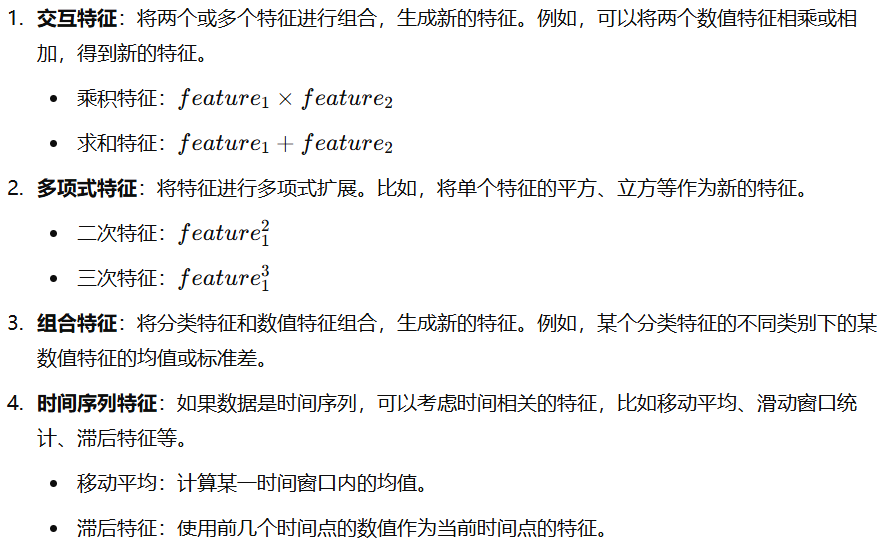 1. 交互特征：将两个或多个特征进行组合，生成新的特征。例如，可以将两个数值特征相乘或相
加，得到新的特征。
• 乘积特征：feature₁ × feature₂
• 求和特征：feature₁ + feature₂
2. 多项式特征：将特征进行多项式扩展。比如，将单个特征的平方、立方等作为新的特征。
• 二次特征：feature₁²
• 三次特征：feature₁³
3. 组合特征：将分类特征和数值特征组合，生成新的特征。例如，某个分类特征的不同类别下的某
数值特征的均值或标准差。
4. 时间序列特征：如果数据是时间序列，可以考虑时间相关的特征，比如移动平均、滑动窗口统
计、滞后特征等。
• 移动平均：计算某一时间窗口内的均值。
• 滞后特征：使用前几个时间点的数值作为当前时间点的特征。